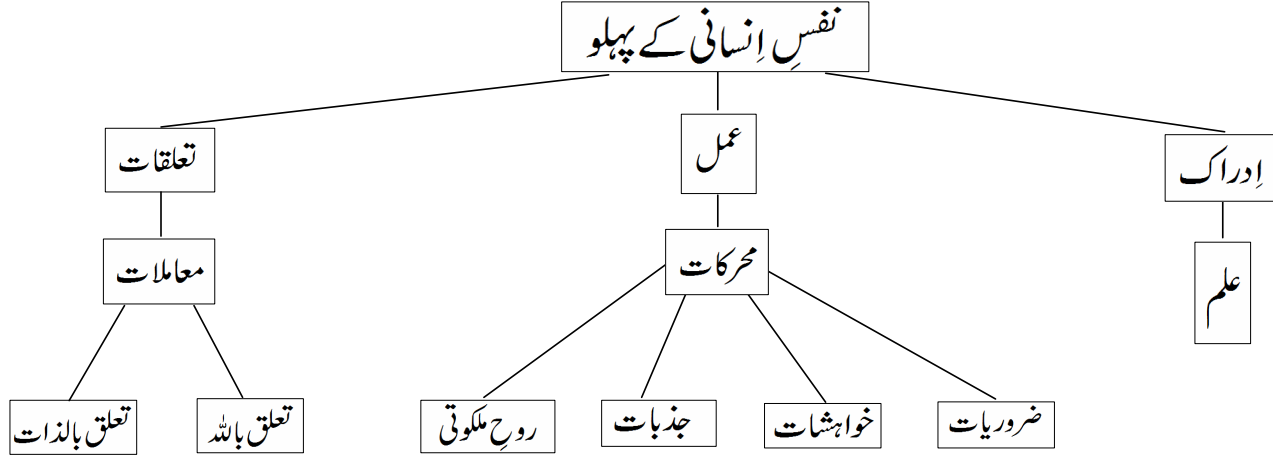 نفسِ اِنسانی کے پہلو
اِدراک
عمل
تعلقات
علم
محرکات
معاملات
ضروریات
خواہشات
جذبات
روحِ ملکوتی
تعلق باللہ
تعلق بالذات